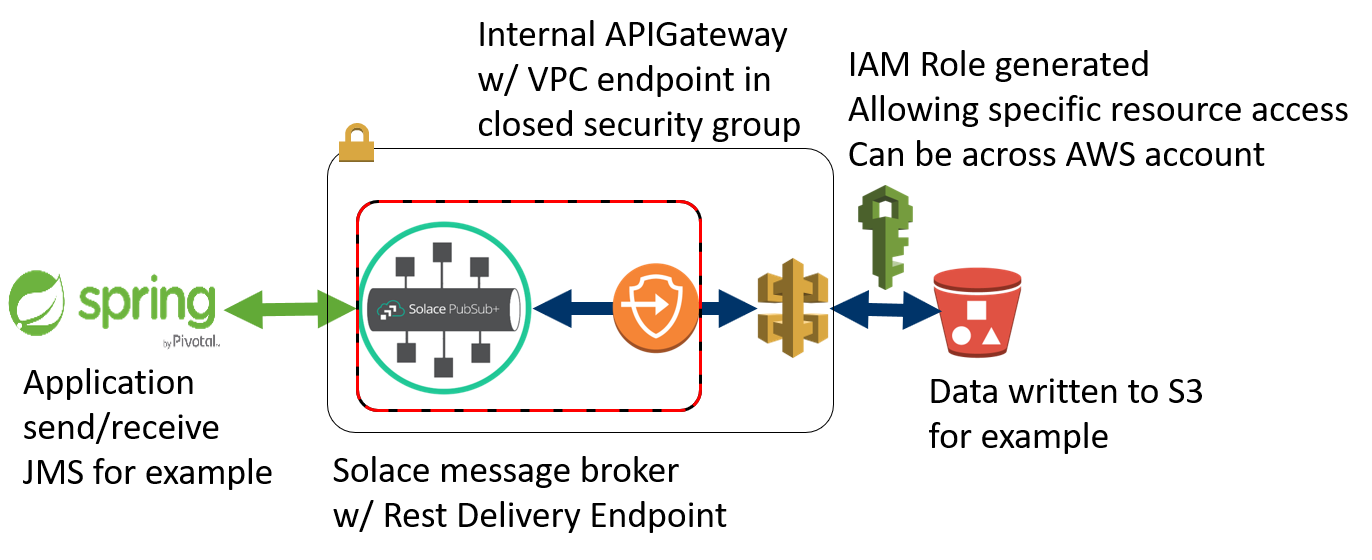 Internal APIGateway
w/ VPC endpoint in
closed security group
IAM Role generated
Allowing specific resource access
Can be across AWS account
spring
by Pivotal.
Solace PubSub+
Application
send/receive
JMS for example
Solace message broker
w/ Rest Delivery Endpoint
Data written to S3
for example